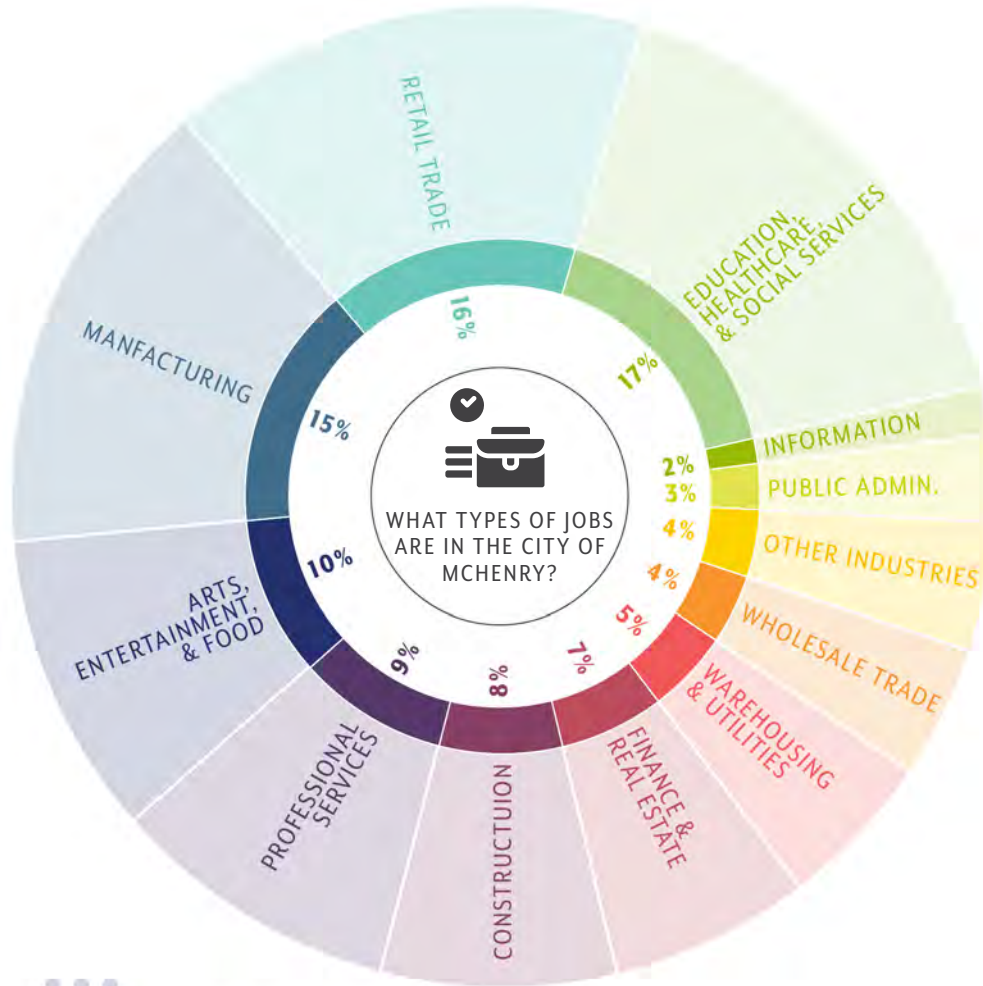 RETAIL TRADE
16%
EDUCATION,
HEALTHCARE,
& SOCIAL SERVICES
17%
INFORMATION
2%
PUBLIC ADMIN.
3%
OTHER INDUSTRIES
4%
WHOLESALE TRADE
4%
WAREHOUSING
& UTILITIES
5%
FINANCE &
REAL ESTATE
7%
CONSTRUCTUION
8%
PROFESSIONAL
SERVICES
9%
ARTS,
ENTERTAINMENT,
& FOOD
10%
MANFACTURING
15%
WHAT TYPES OF JOBS
ARE IN THE CITY OF
MCHENRY?